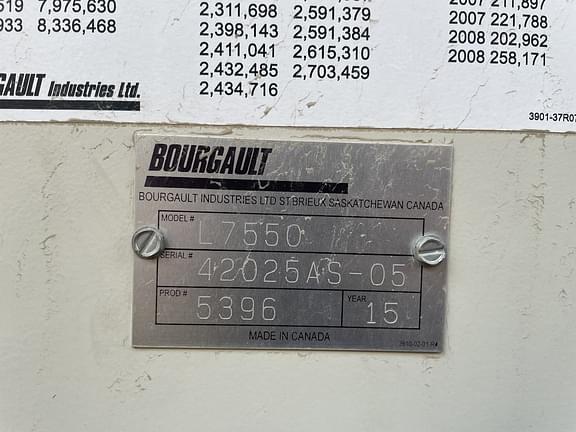 519 7,975,630
933 8,336,468
2,311,698 2,591,379
2,398,143 2,591,384
2,411,041 2,615,310
2,432,485 2,703,459
2,434,716
2007 221,788
2008 202,962
2008 258,171
GAULT Industries Ltd.
3901-37R07
BOURGAULT
BOURGAULT INDUSTRIES LTD ST BRIEUX SASKATCHEWAN CANADA
MODEL # L7550
SERIAL # 42025AS-05
PROD # 5396 YEAR 15
MADE IN CANADA